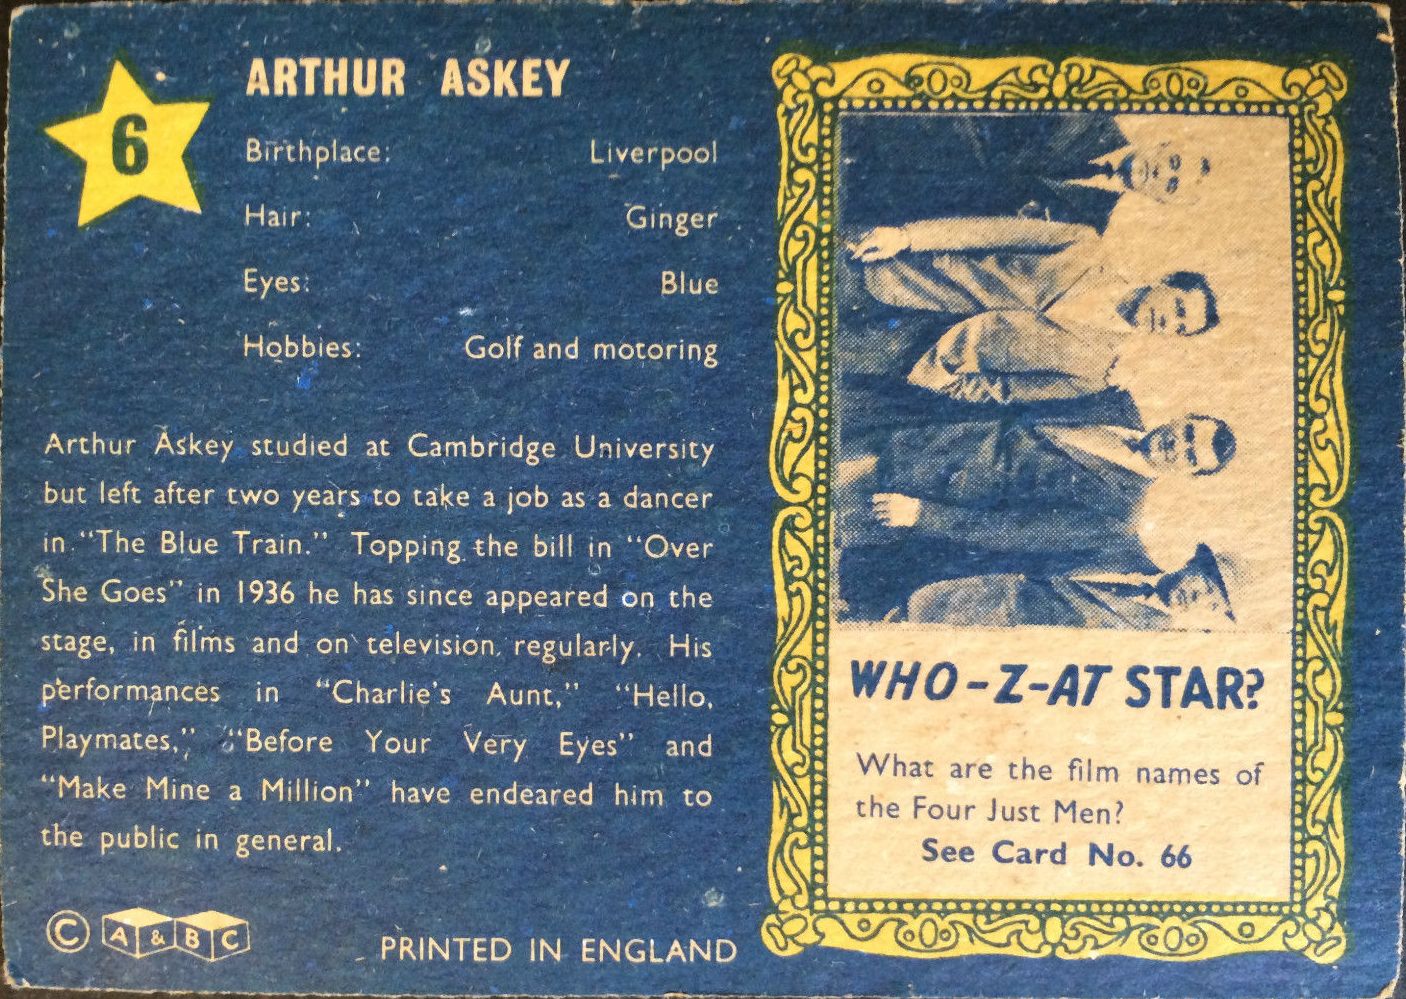 6
ARTHUR ASKEY
Birthplace: Liverpool
Hair: Ginger
Eyes: Blue
Hobbies: Golf and motoring
Arthur Askey studied at Cambridge University
but left after two years to take a job as a dancer
in "The Blue Train." Topping the bill in "Over
She Goes" in 1936 he has since appeared on the
stage, in films and on television regularly. His
performances in "Charlie's Aunt," "Hello,
Playmates," "Before Your Very Eyes" and
"Make Mine a Million" have endeared him to
the public in general.
© A & B C
PRINTED IN ENGLAND
WHO-Z-AT STAR?
What are the film names of
the Four Just Men?
See Card No. 66